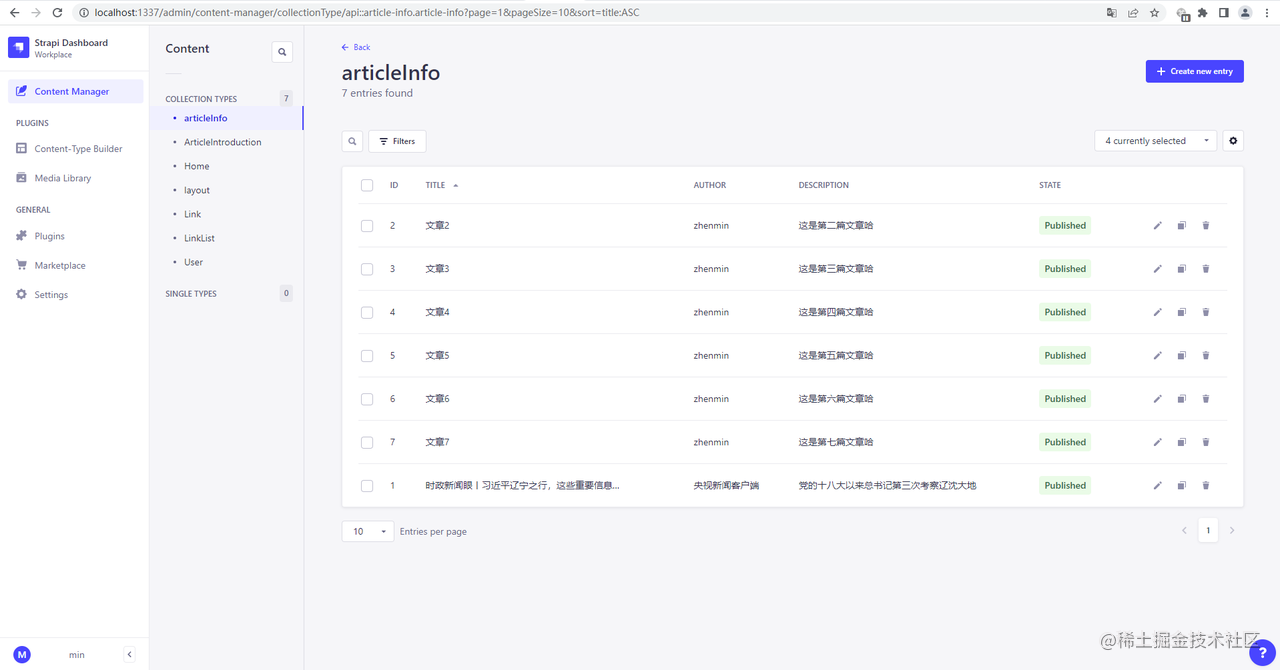 localhost:1337/admin/content-manager/collectionType/api::article-info.article-info?page=1&pageSize=10&sort=title:ASC
Strapi Dashboard
Workplace
Content Manager
PLUGINS
Content-Type Builder
Media Library
GENERAL
Plugins
Marketplace
Settings
M min
Content
COLLECTION TYPES 7
articleInfo
ArticleIntroduction
Home
layout
Link
LinkList
User
SINGLE TYPES 0
Back
articleInfo
7 entries found
Create new entry
Filters
4 currently selected
ID TITLE AUTHOR DESCRIPTION STATE
2 文章2 zhenmin 这是第二篇文章哈 Published
3 文章3 zhenmin 这是第三篇文章哈 Published
4 文章4 zhenmin 这是第四篇文章哈 Published
5 文章5 zhenmin 这是第五篇文章哈 Published
6 文章6 zhenmin 这是第六篇文章哈 Published
7 文章7 zhenmin 这是第七篇文章哈 Published
1 时政新闻眼丨习近平辽宁之行，这些重要信息... 央视新闻客户端 党的十八大以来总书记第三次考察辽沈大地 Published
10 Entries per page
1
@稀土掘金技术社区
?